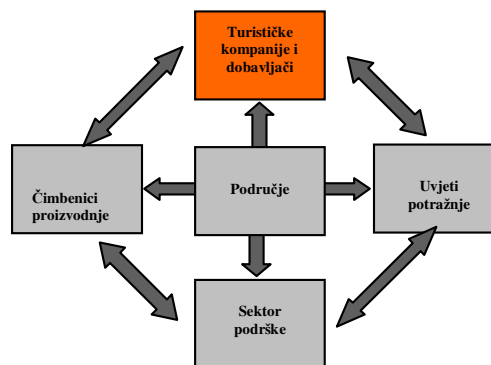 Turističke
kompanije i
dobavljači
Čimbenici
proizvodnje
Područje
Uvjeti
potražnje
Sektor
podrške